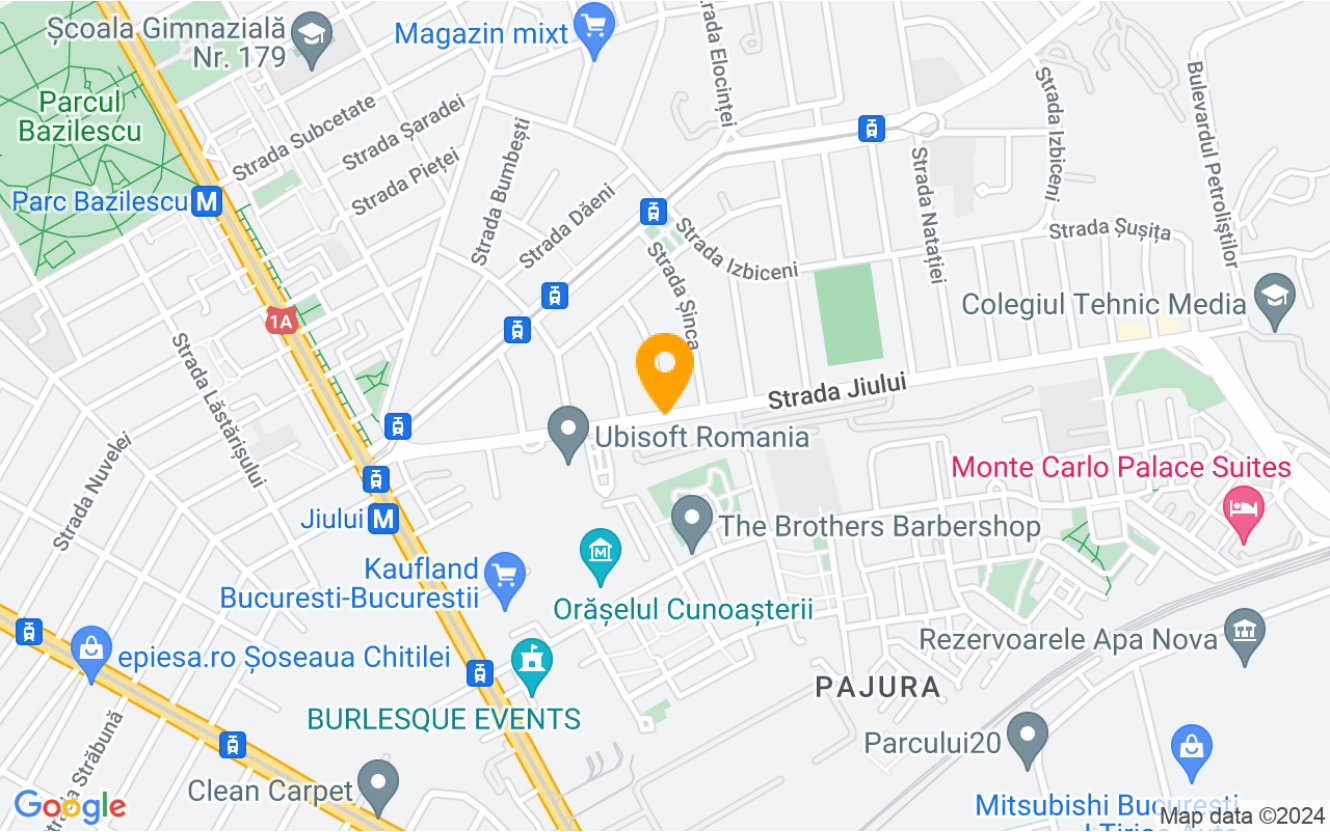 Școala Gimnazială
Nr. 179
Magazin mixt
Strada Elocinței
Strada Izbiceni
Bulevardul Petroliștilor
Parcul
Bazilescu
Strada Subcetate
Strada Șaradei
Strada Pieței
Strada Bumbești
Parc Bazilescu
M
Strada Dăeni
Strada Izbiceni
Strada Natației
Strada Șușița
Strada Șinca
1A
Colegiul Tehnic Media
Strada Lăstărișului
Strada Jiului
Ubisoft Romania
Strada Nuvelei
Monte Carlo Palace Suites
Jiului
M
The Brothers Barbershop
Kaufland
Bucuresti-Bucurestii
M
Orășelul Cunoașterii
Rezervoarele Apa Nova
epiesa.ro Șoseaua Chitilei
PAJURA
BURLESQUE EVENTS
Parcului20
Strada Străbună
Clean Carpet
Google
Mitsubishi Bucuresti
Țiriac Auto
Map data ©2024